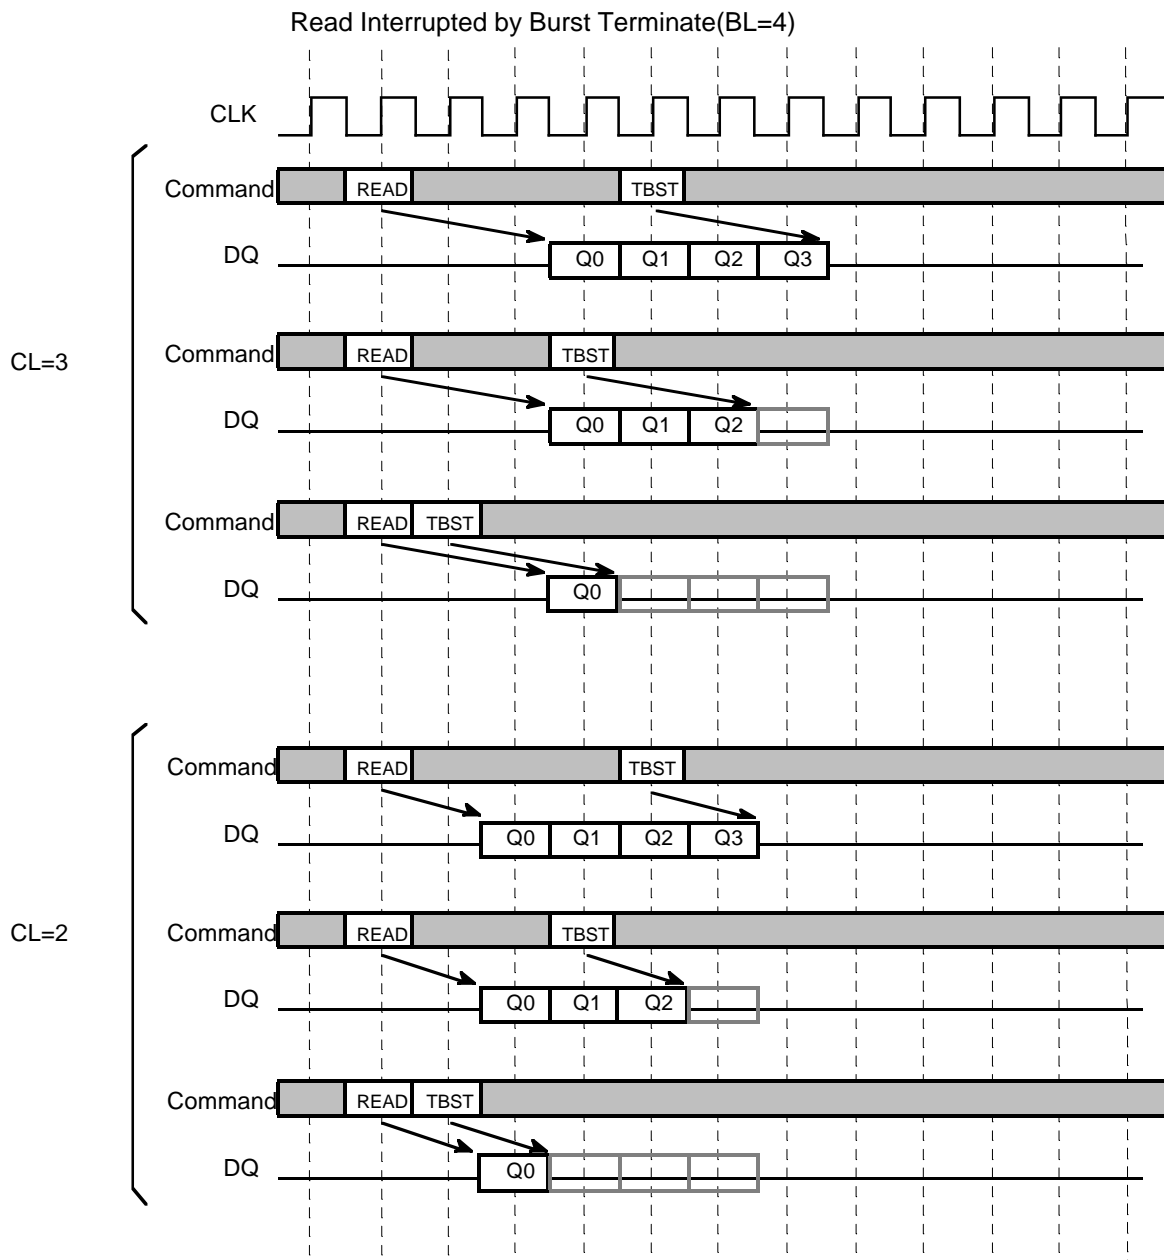 Read Interrupted by Burst Terminate(BL=4)
CLK
Command READ TBST
DQ Q0 Q1 Q2 Q3
CL=3
Command READ TBST
DQ Q0 Q1 Q2
Command READ TBST
DQ Q0
Command READ TBST
DQ Q0 Q1 Q2 Q3
CL=2
Command READ TBST
DQ Q0 Q1 Q2
Command READ TBST
DQ Q0